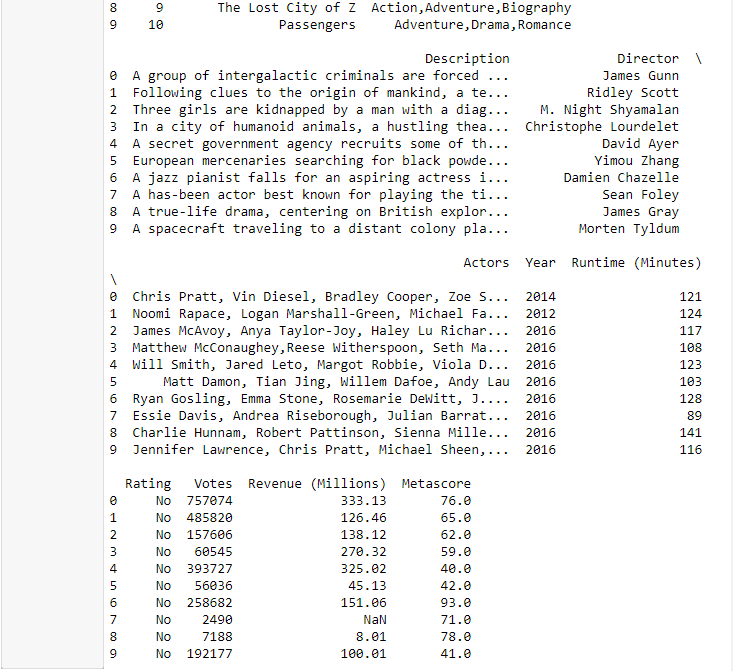 8 9 The Lost City of Z Action,Adventure,Biography
9 10 Passengers Adventure,Drama,Romance
Description Director \
0 A group of intergalactic criminals are forced ... James Gunn
1 Following clues to the origin of mankind, a te... Ridley Scott
2 Three girls are kidnapped by a man with a diag... M. Night Shyamalan
3 In a city of humanoid animals, a hustling thea... Christophe Lourdelet
4 A secret government agency recruits some of th... David Ayer
5 European mercenaries searching for black powde... Yimou Zhang
6 A jazz pianist falls for an aspiring actress i... Damien Chazelle
7 A has-been actor best known for playing the ti... Sean Foley
8 A true-life drama, centering on British explor... James Gray
9 A spacecraft traveling to a distant colony pla... Morten Tyldum
Actors Year Runtime (Minutes)
\
0 Chris Pratt, Vin Diesel, Bradley Cooper, Zoe S... 2014 121
1 Noomi Rapace, Logan Marshall-Green, Michael Fa... 2012 124
2 James McAvoy, Anya Taylor-Joy, Haley Lu Richar... 2016 117
3 Matthew McConaughey,Reese Witherspoon, Seth Ma... 2016 108
4 Will Smith, Jared Leto, Margot Robbie, Viola D... 2016 123
5 Matt Damon, Tian Jing, Willem Dafoe, Andy Lau 2016 103
6 Ryan Gosling, Emma Stone, Rosemarie DeWitt, J.... 2016 128
7 Essie Davis, Andrea Riseborough, Julian Barrat... 2016 89
8 Charlie Hunnam, Robert Pattinson, Sienna Mille... 2016 141
9 Jennifer Lawrence, Chris Pratt, Michael Sheen,... 2016 116
Rating Votes Revenue (Millions) Metascore
0 No 757074 333.13 76.0
1 No 485820 126.46 65.0
2 No 157606 138.12 62.0
3 No 60545 270.32 59.0
4 No 393727 325.02 40.0
5 No 56036 45.13 42.0
6 No 258682 151.06 93.0
7 No 2490 NaN 71.0
8 No 7188 8.01 78.0
9 No 192177 100.01 41.0